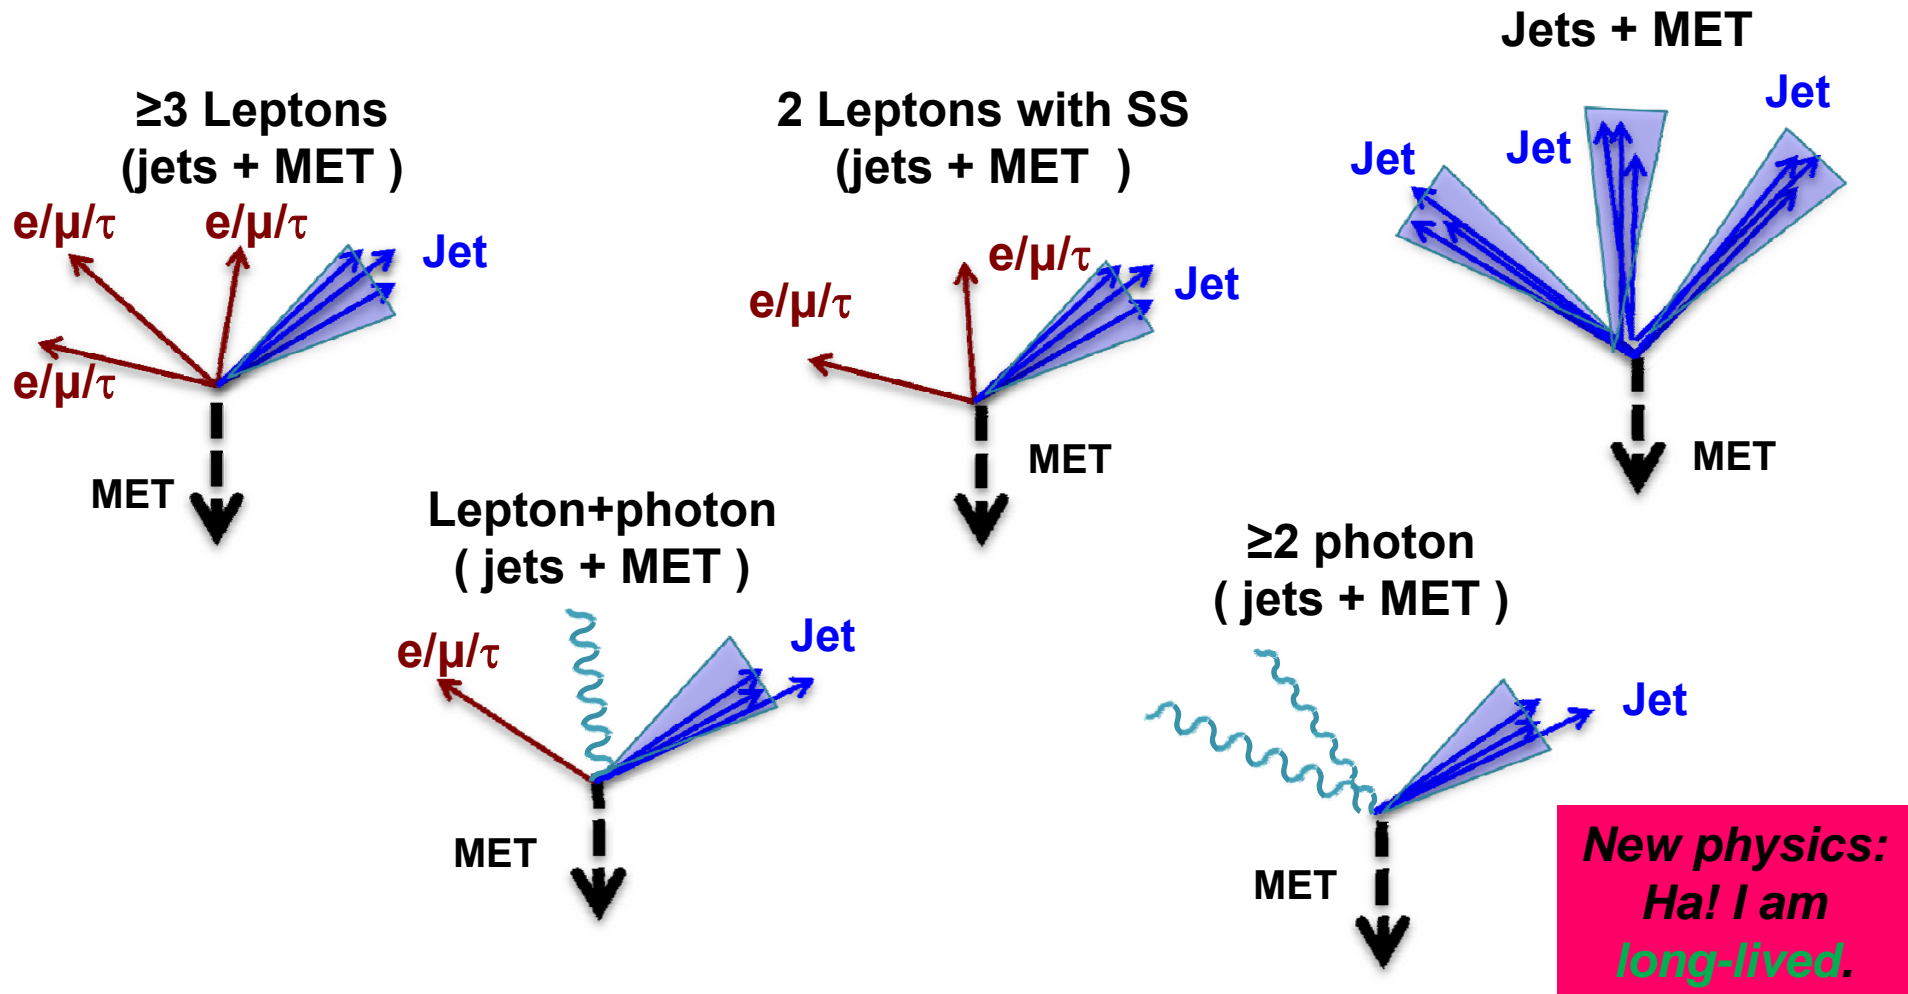 ≥3 Leptons
(jets + MET )
e/μ/τ
e/μ/τ
Jet
e/μ/τ
MET
2 Leptons with SS
(jets + MET )
e/μ/τ
e/μ/τ
Jet
MET
Jets + MET
Jet
Jet
Jet
MET
Lepton+photon
( jets + MET )
e/μ/τ
Jet
MET
≥2 photon
( jets + MET )
Jet
MET
New physics:
Ha! I am
long-lived.